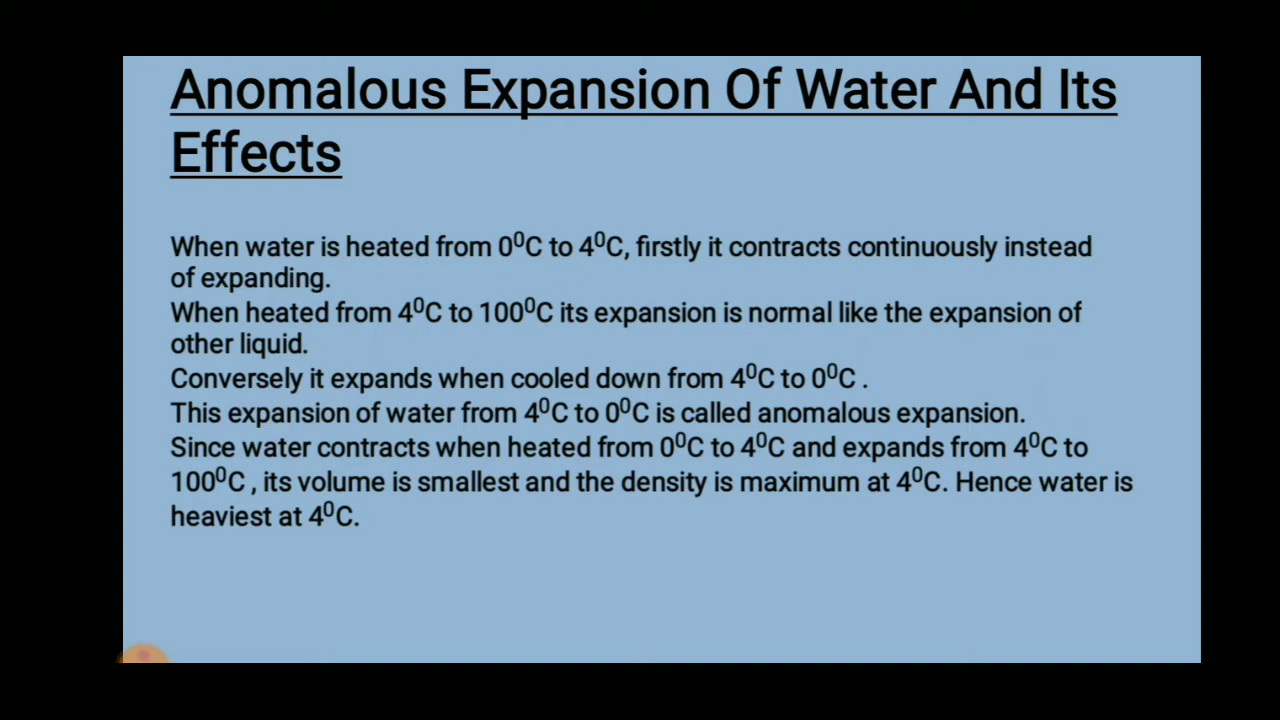 Anomalous Expansion Of Water And Its
Effects
When water is heated from 0⁰C to 4⁰C, firstly it contracts continuously instead
of expanding.
When heated from 4⁰C to 100⁰C its expansion is normal like the expansion of
other liquid.
Conversely it expands when cooled down from 4⁰C to 0⁰C .
This expansion of water from 4⁰C to 0⁰C is called anomalous expansion.
Since water contracts when heated from 0⁰C to 4⁰C and expands from 4⁰C to
100⁰C , its volume is smallest and the density is maximum at 4⁰C. Hence water is
heaviest at 4⁰C.